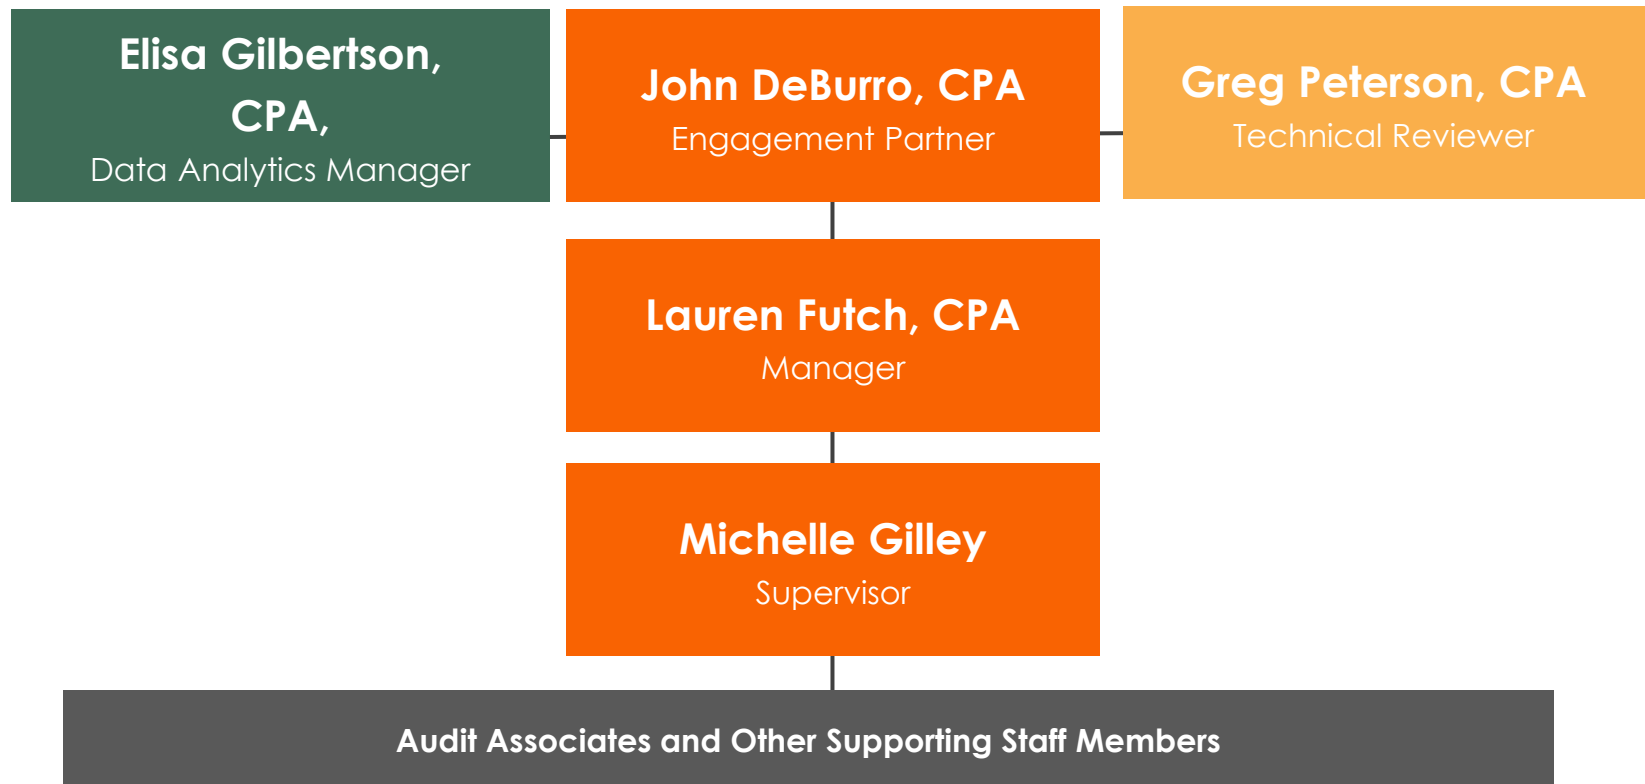 Elisa Gilbertson,
CPA,
Data Analytics Manager
John DeBurro, CPA
Engagement Partner
Greg Peterson, CPA
Technical Reviewer
Lauren Futch, CPA
Manager
Michelle Gilley
Supervisor
Audit Associates and Other Supporting Staff Members